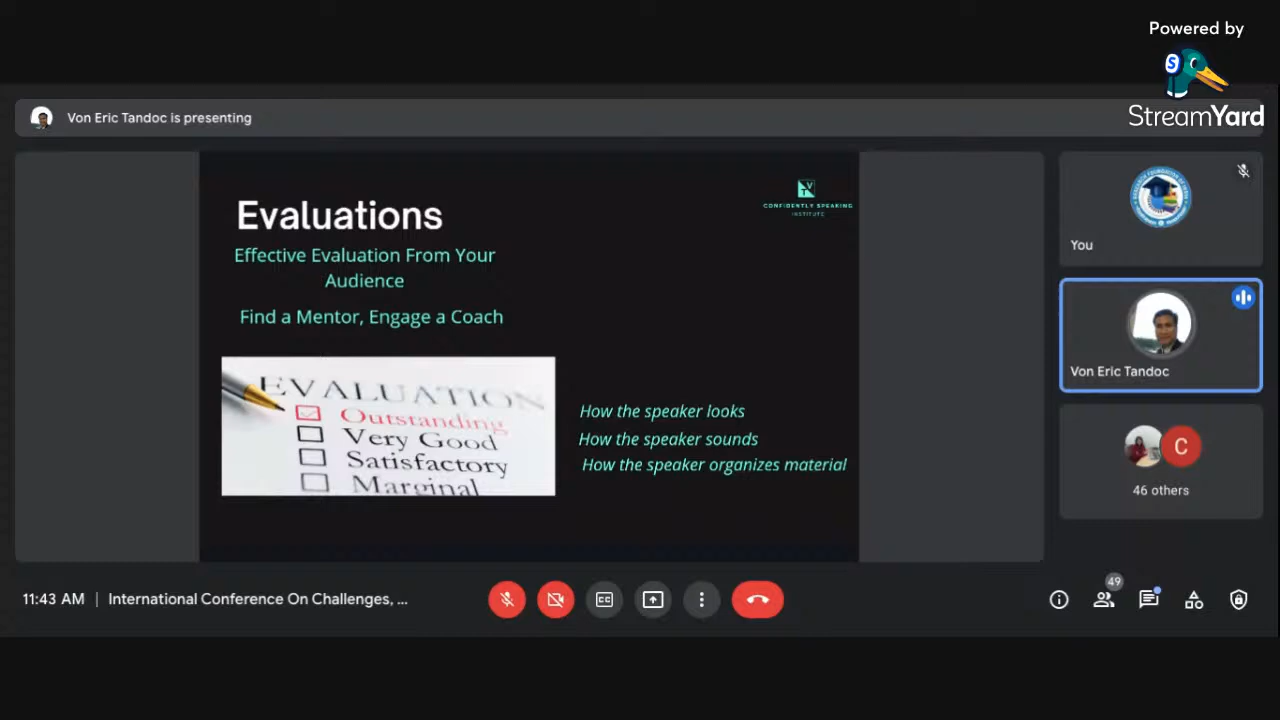 Powered by
StreamYard
Von Eric Tandoc is presenting
Evaluations
CONFIDENTLY SPEAKING
INSTITUTE
Effective Evaluation From Your
Audience
Find a Mentor, Engage a Coach
EVALUATION
Outstanding
Very Good
Satisfactory
Marginal
How the speaker looks
How the speaker sounds
How the speaker organizes material
You
Von Eric Tandoc
C
46 others
11:43 AM | International Conference On Challenges, ...
CC
49